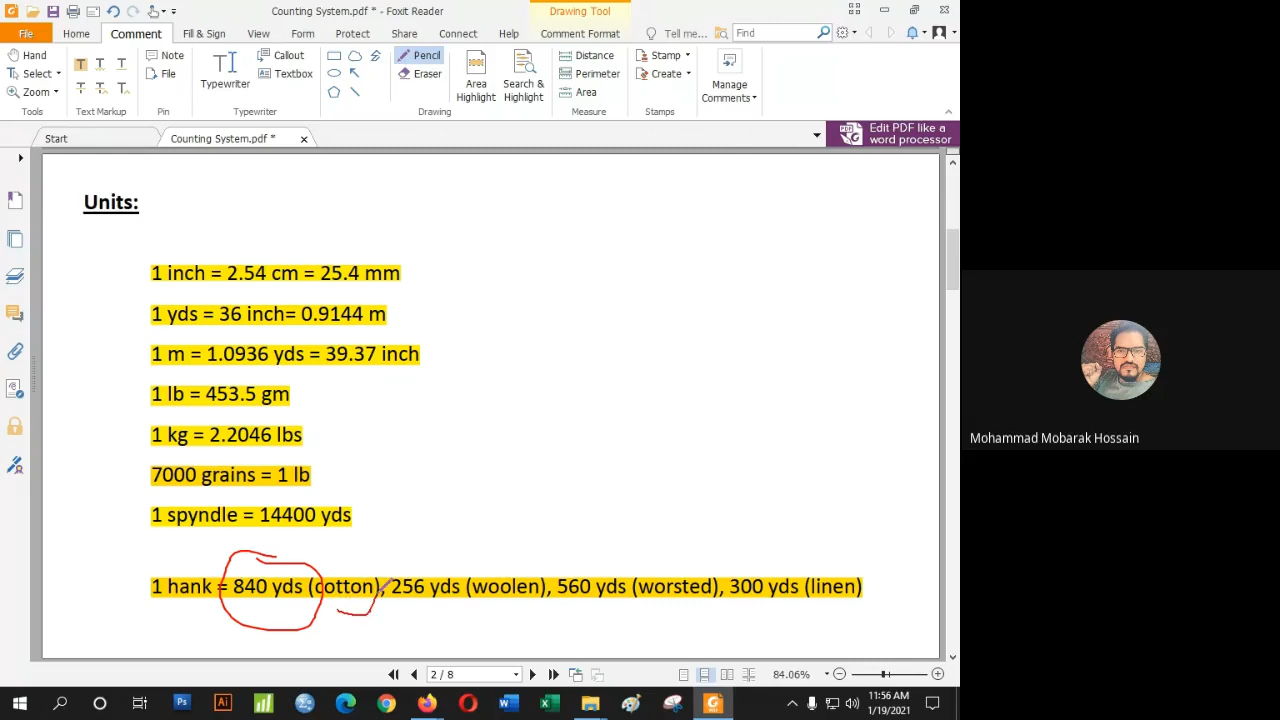 Counting System.pdf * - Foxit Reader
Drawing Tool
File Home Comment Fill & Sign View Form Protect Share Connect Help Comment Format Tell me... Find
Hand
Select
Zoom
Tools
T T T
T T T
Text Markup
Note
File
Pin
Typewriter
Callout
Textbox
Typewriter
Pencil
Eraser
Area Highlight
Search & Highlight
Drawing
Distance
Perimeter
Area
Measure
Stamp
Create
Stamps
Manage Comments
Start
Counting System.pdf *
Edit PDF like a
word processor
Units:
1 inch = 2.54 cm = 25.4 mm
1 yds = 36 inch= 0.9144 m
1 m = 1.0936 yds = 39.37 inch
1 lb = 453.5 gm
1 kg = 2.2046 lbs
7000 grains = 1 lb
1 spyndle = 14400 yds
1 hank = 840 yds (cotton), 256 yds (woolen), 560 yds (worsted), 300 yds (linen)
Mohammad Mobarak Hossain
2 / 8
84.06%
11:56 AM
1/19/2021